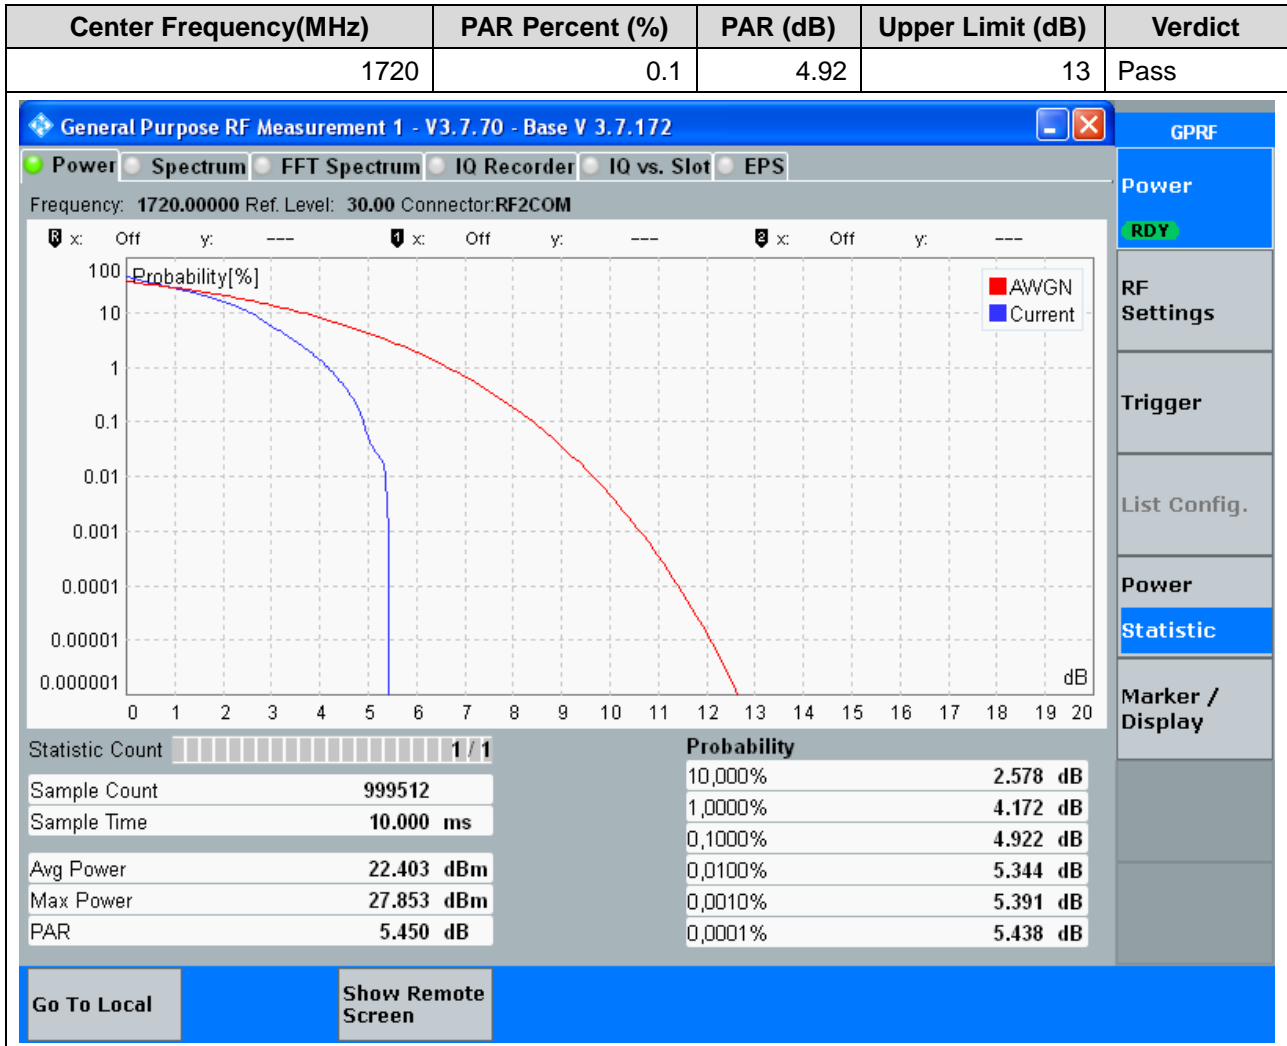 Center Frequency(MHz) PAR Percent (%) PAR (dB) Upper Limit (dB) Verdict
1720 0.1 4.92 13 Pass
General Purpose RF Measurement 1 - V3.7.70 - Base V 3.7.172
GPRF
Power Spectrum FFT Spectrum IQ Recorder IQ vs. Slot EPS
Frequency: 1720.00000 Ref. Level: 30.00 Connector:RF2COM
R x: Off y: --- 1 x: Off y: --- 2 x: Off y: ---
Probability[%]
100
10
1
0.1
0.01
0.001
0.0001
0.00001
0.000001
AWGN
Current
dB
0 1 2 3 4 5 6 7 8 9 10 11 12 13 14 15 16 17 18 19 20
Statistic Count 1 / 1
Sample Count 999512
Sample Time 10.000 ms
Avg Power 22.403 dBm
Max Power 27.853 dBm
PAR 5.450 dB
Probability
10,000% 2.578 dB
1,0000% 4.172 dB
0,1000% 4.922 dB
0,0100% 5.344 dB
0,0010% 5.391 dB
0,0001% 5.438 dB
Power
RDY
RF
Settings
Trigger
List Config.
Power
Statistic
Marker /
Display
Go To Local
Show Remote
Screen